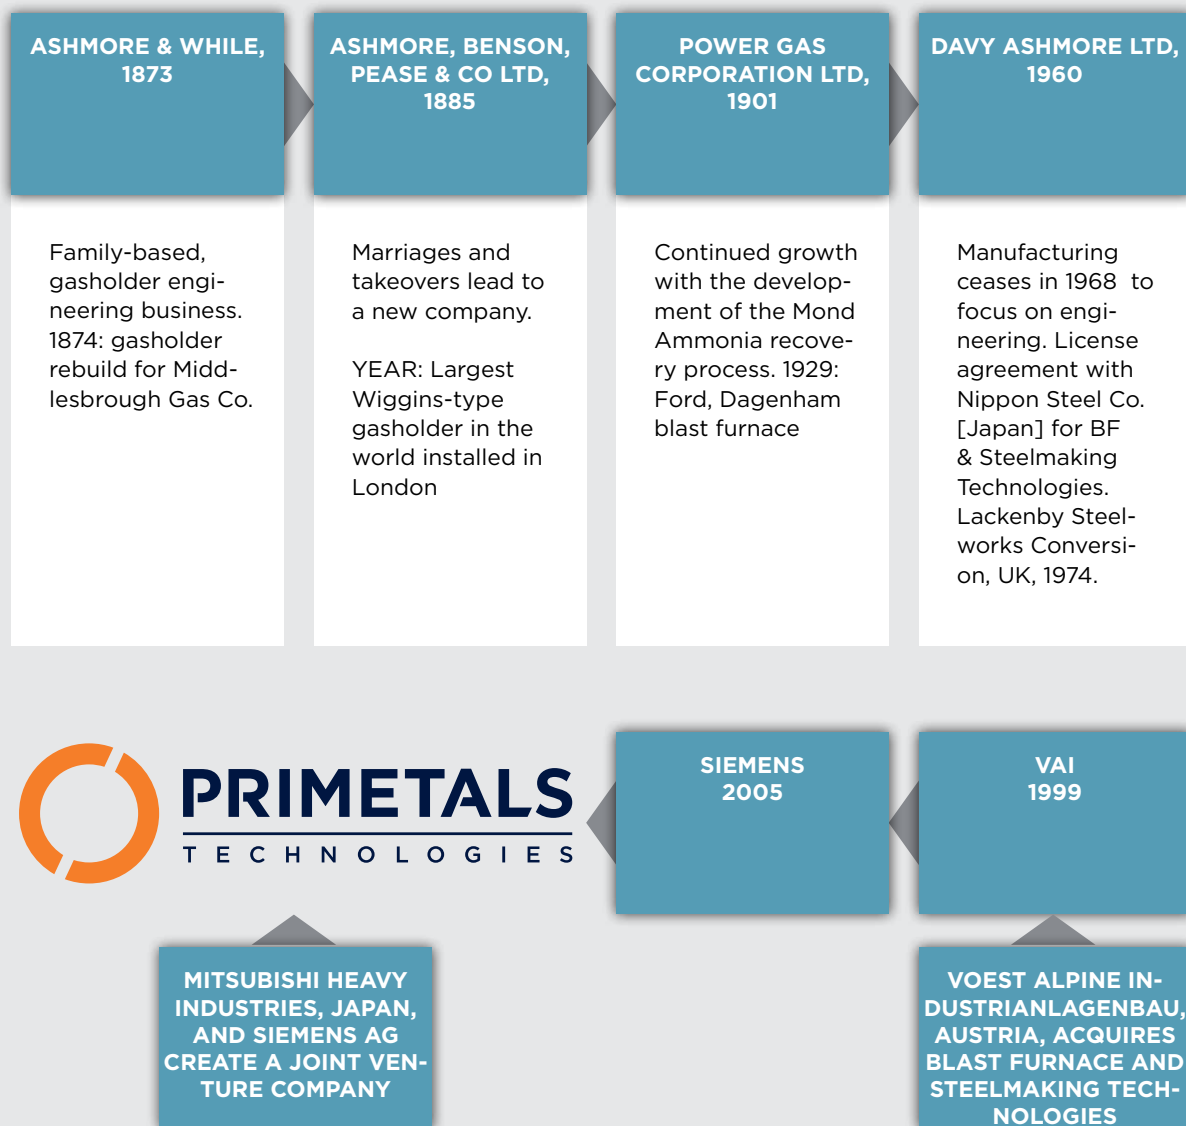 ASHMORE & WHILE,
1873
Family-based,
gasholder engi-
neering business.
1874: gasholder
rebuild for Midd-
lesbrough Gas Co.
ASHMORE, BENSON,
PEASE & CO LTD,
1885
Marriages and
takeovers lead to
a new company.
YEAR: Largest
Wiggins-type
gasholder in the
world installed in
London
POWER GAS
CORPORATION LTD,
1901
Continued growth
with the develop-
ment of the Mond
Ammonia recove-
ry process. 1929:
Ford, Dagenham
blast furnace
DAVY ASHMORE LTD,
1960
Manufacturing
ceases in 1968  to
focus on engi-
neering. License
agreement with
Nippon Steel Co.
[Japan] for BF
& Steelmaking
Technologies.
Lackenby Steel-
works Conversi-
on, UK, 1974.
VAI
1999
VOEST ALPINE IN-
DUSTRIANLAGENBAU,
AUSTRIA, ACQUIRES
BLAST FURNACE AND
STEELMAKING TECH-
NOLOGIES
SIEMENS
2005
PRIMETALS
TECHNOLOGIES
MITSUBISHI HEAVY
INDUSTRIES, JAPAN,
AND SIEMENS AG
CREATE A JOINT VEN-
TURE COMPANY